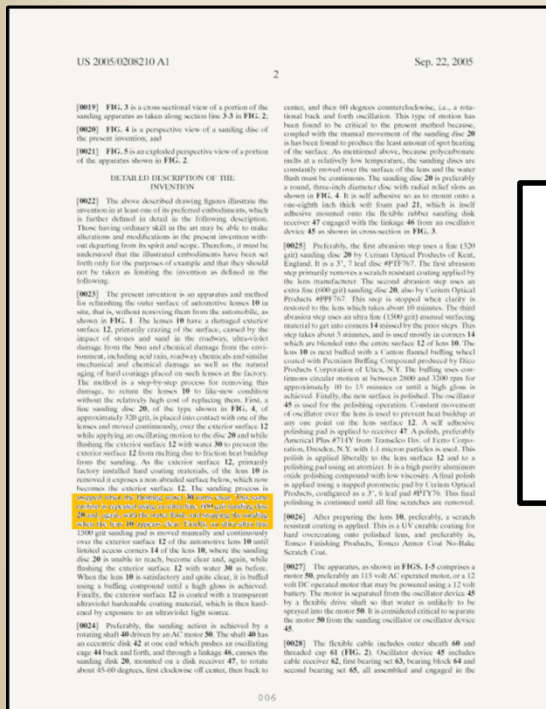 US 2005/0208210 A1
Sep. 22, 2005
2
[0019] FIG. 3 is a cross sectional view of a portion of the
sanding apparatus as taken along section line 3-3 in FIG. 2;
[0020] FIG. 4 is a perspective view of a sanding disc of
the present invention; and
[0021] FIG. 5 is an exploded perspective view of a portion
of the apparatus shown in FIG. 2.
DETAILED DESCRIPTION OF THE
INVENTION
[0022] The above described drawing figures illustrate the
invention in at least one of its preferred embodiments, which
is further defined in detail in the following description.
Those having ordinary skill in the art may be able to make
alterations and modifications in the present invention with-
out departing from its spirit and scope. Therefore, it must be
understood that the illustrated embodiments have been set
forth only for the purposes of example and that they should
not be taken as limiting the invention as defined in the
following.
[0023] The present invention is an apparatus and method
for refinishing the outer surface of automotive lenses 10 in
situ, that is, without removing them from the automobile, as
shown in FIG. 1. The lenses 10 have a damaged exterior
surface 12, primarily crazing of the surface, caused by the
impact of stones and sand in the roadway, ultra-violet
damage from the Sun and chemical damage from the envi-
ronment, including acid rain, roadway chemicals and similar
mechanical and chemical damage as well as the natural
aging of hard coatings placed on such lenses at the factory.
The method is a step-by-step process for removing this
damage, to return the lenses 10 to like-new condition
without the relatively high cost of replacing them. First, a
fine sanding disc 20, of the type shown in FIG. 4, of
approximately 320 grit, is placed into contact with one of the
lenses and moved continuously, over the exterior surface 12
while applying an oscillating motion to the disc 20 and while
flushing the exterior surface 12 with water 30 to prevent the
exterior surface 12 from melting due to friction heat buildup
from the sanding. As the exterior surface 12, primarily
factory installed hard coating materials, of the lens 10 is
removed it exposes a non-abraded surface below, which now
becomes the exterior surface 12. The sanding process is
stopped when the flushing water 30 runs clear. This same
when the lens 10 appears clear.
1500 grit sanding pad is moved manually and continuously
over the exterior surface 12 of the automotive lens 10 until
limited access corners 14 of the lens 10, where the sanding
disc 20 is unable to reach, become clear and, again, while
flushing the exterior surface 12 with water 30 as before.
When the lens 10 is satisfactory and quite clear, it is buffed
using a buffing compound until a high gloss is achieved.
Finally, the exterior surface 12 is coated with a transparent
ultraviolet hardenable coating material, which is then hard-
ened by exposure to an ultraviolet light source.
[0024] Preferably, the sanding action is achieved by a
rotating shaft 40 driven by an AC motor 50. The shaft 40 has
an eccentric disk 42 at one end which pushes an oscillating
cage 44 back and forth, and through a linkage 46, causes the
sanding disk 20, mounted on a disk receiver 47, to rotate
about 45-60 degrees, first clockwise off center, then back to
center, and then 60 degrees counterclockwise, i.e., a rota-
tional back and forth oscillation. This type of motion has
been found to be critical to the present method because,
coupled with the manual movement of the sanding disc 20
is has been found to produce the least amount of spot heating
of the surface. As mentioned above, because polycarbonate
melts at a relatively low temperature, the sanding discs are
constantly moved over the surface of the lens and the water
flush must be continuous. The sanding disc 20 is preferably
a round, three-inch diameter disc with radial relief slots as
shown in FIG. 4. It is self adhesive so as to mount onto a
one-eighth inch thick soft foam pad 21, which is itself
adhesive mounted onto the flexible rubber sanding disk
receiver 47 engaged with the linkage 46 from an oscillator
device 45 as shown in cross-section in FIG. 3.
[0025] Preferably, the first abrasion step uses a fine (320
grit) sanding disc 20 by Cerium Optical Products of Kent,
England. It is a 3", 7 leaf disc #PTF767. The first abrasion
step primarily removes a scratch resistant coating applied by
the lens manufacturer. The second abrasion step uses an
extra fine (600 grit) sanding disc 20, also by Cerium Optical
Products #PPF767. This step is stopped when clarity is
restored to the lens which takes about 10 minutes. The third
abrasion step uses an ultra fine (1500 grit) manual surfacing
material to get into corners 14 missed by the prior steps. This
step takes about 3 minutes, and is used mostly in corners 14
which are blended into the entire surface 12 of lens 10. The
lens 10 is next buffed with a Canton flannel buffing wheel
coated with Premium Buffing Compound produced by Dico
Products Corporation of Utica, N.Y. The buffing uses con-
tinuous circular motion at between 2800 and 3200 rpm for
approximately 10 to 15 minutes or until a high gloss is
achieved. Finally, the new surface is polished. The oscillator
45 is used for the polishing operation. Constant movement
of oscillator over the lens is used to prevent heat buildup at
any one point on the lens surface 12. A self adhesive
polishing pad is applied to receiver 47. A polish, preferably
Americal Plus #714Y from Transelco Div. of Ferro Corpo-
ration, Dresden, N.Y. with 1.1 micron particles is used. This
polish is applied liberally to the lens surface 12 and to a
polishing pad using an atomizer. It is a high purity aluminum
oxide polishing compound with low viscosity. A final polish
is applied using a napped poromeric pad by Cerium Optical
Products, configured as a 3", 6 leaf pad #PTV76. This final
polishing is continued until all fine scratches are removed.
[0026] After preparing the lens 10, preferably, a scratch
resistant coating is applied. This is a UV curable coating for
hard overcoating onto polished lens, and preferably is,
Tomco Finishing Products, Tomco Armor Coat No-Bake
Scratch Coat.
[0027] The apparatus, as shown in FIGS. 1-5 comprises a
motor 50, preferably an 115 volt AC operated motor, or a 12
volt DC operated motor that may be powered using a 12 volt
battery. The motor is separated from the oscillator device 45
by a flexible drive shaft so that water is unlikely to be
sprayed into the motor 50. It is considered critical to separate
the motor 50 from the sanding oscillator or oscillator device
45.
[0028] The flexible cable includes outer sheath 60 and
threaded cap 61 (FIG. 2). Oscillator device 45 includes
cable receiver 62, first bearing set 63, bearing block 64 and
second bearing set 65, all assembled and engaged in the
006